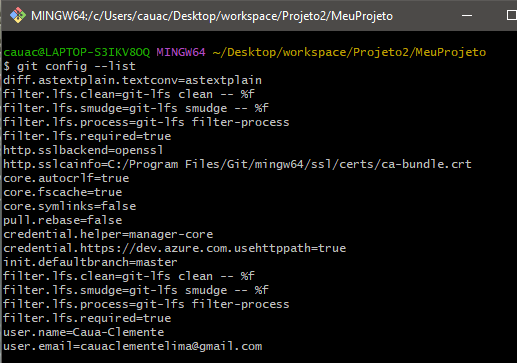 MINGW64:/c/Users/cauac/Desktop/workspace/Projeto2/MeuProjeto
cauac@LAPTOP-S3IKV8OQ MINGW64 ~/Desktop/workspace/Projeto2/MeuProjeto
$ git config --list
diff.astextplain.textconv=astextplain
filter.lfs.clean=git-lfs clean -- %f
filter.lfs.smudge=git-lfs smudge -- %f
filter.lfs.process=git-lfs filter-process
filter.lfs.required=true
http.sslbackend=openssl
http.sslcainfo=C:/Program Files/Git/mingw64/ssl/certs/ca-bundle.crt
core.autocrlf=true
core.fscache=true
core.symlinks=false
pull.rebase=false
credential.helper=manager-core
credential.https://dev.azure.com.usehttppath=true
init.defaultbranch=master
filter.lfs.clean=git-lfs clean -- %f
filter.lfs.smudge=git-lfs smudge -- %f
filter.lfs.process=git-lfs filter-process
filter.lfs.required=true
user.name=Caua-Clemente
user.email=cauaclementelima@gmail.com